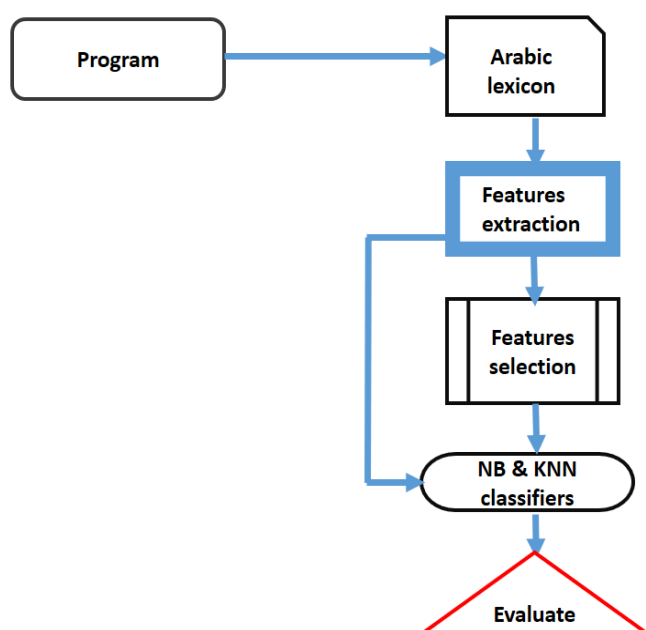 Program
Arabic
lexicon
Features
extraction
Features
selection
NB & KNN
classifiers
Evaluate